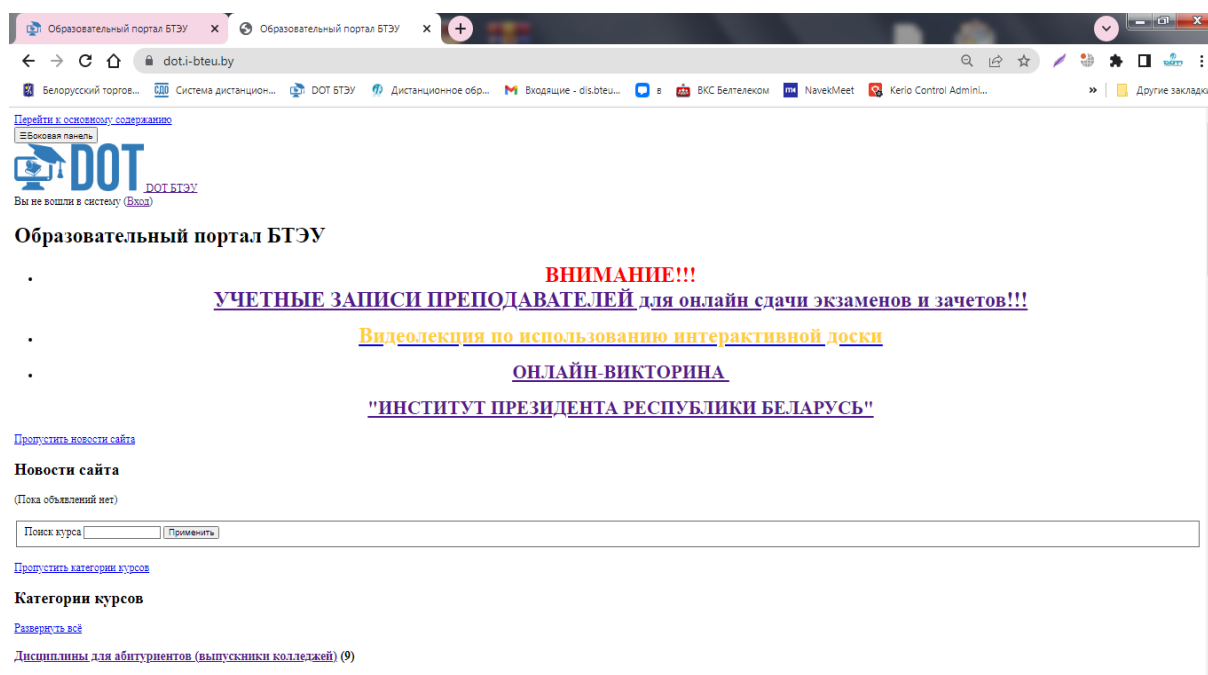 Образовательный портал БТЭУ
Образовательный портал БТЭУ
dot.i-bteu.by
Белорусский торгов... Система дистанцион... DOT БТЭУ Дистанционное обр... Входящие - dis.bteu... в ВКС Белтелеком NavekMeet Kerio Control Admini... » Другие закладки
Перейти к основному содержанию
☰Боковая панель
DOT DOT БТЭУ
Вы не вошли в систему (Вход)
Образовательный портал БТЭУ
ВНИМАНИЕ!!!
УЧЕТНЫЕ ЗАПИСИ ПРЕПОДАВАТЕЛЕЙ для онлайн сдачи экзаменов и зачетов!!!
Видеолекция по использованию интерактивной доски
ОНЛАЙН-ВИКТОРИНА
"ИНСТИТУТ ПРЕЗИДЕНТА РЕСПУБЛИКИ БЕЛАРУСЬ"
Пропустить новости сайта
Новости сайта
(Пока объявлений нет)
Поиск курса Применить
Пропустить категории курсов
Категории курсов
Развернуть всё
Дисциплины для абитуриентов (выпускники колледжей) (9)